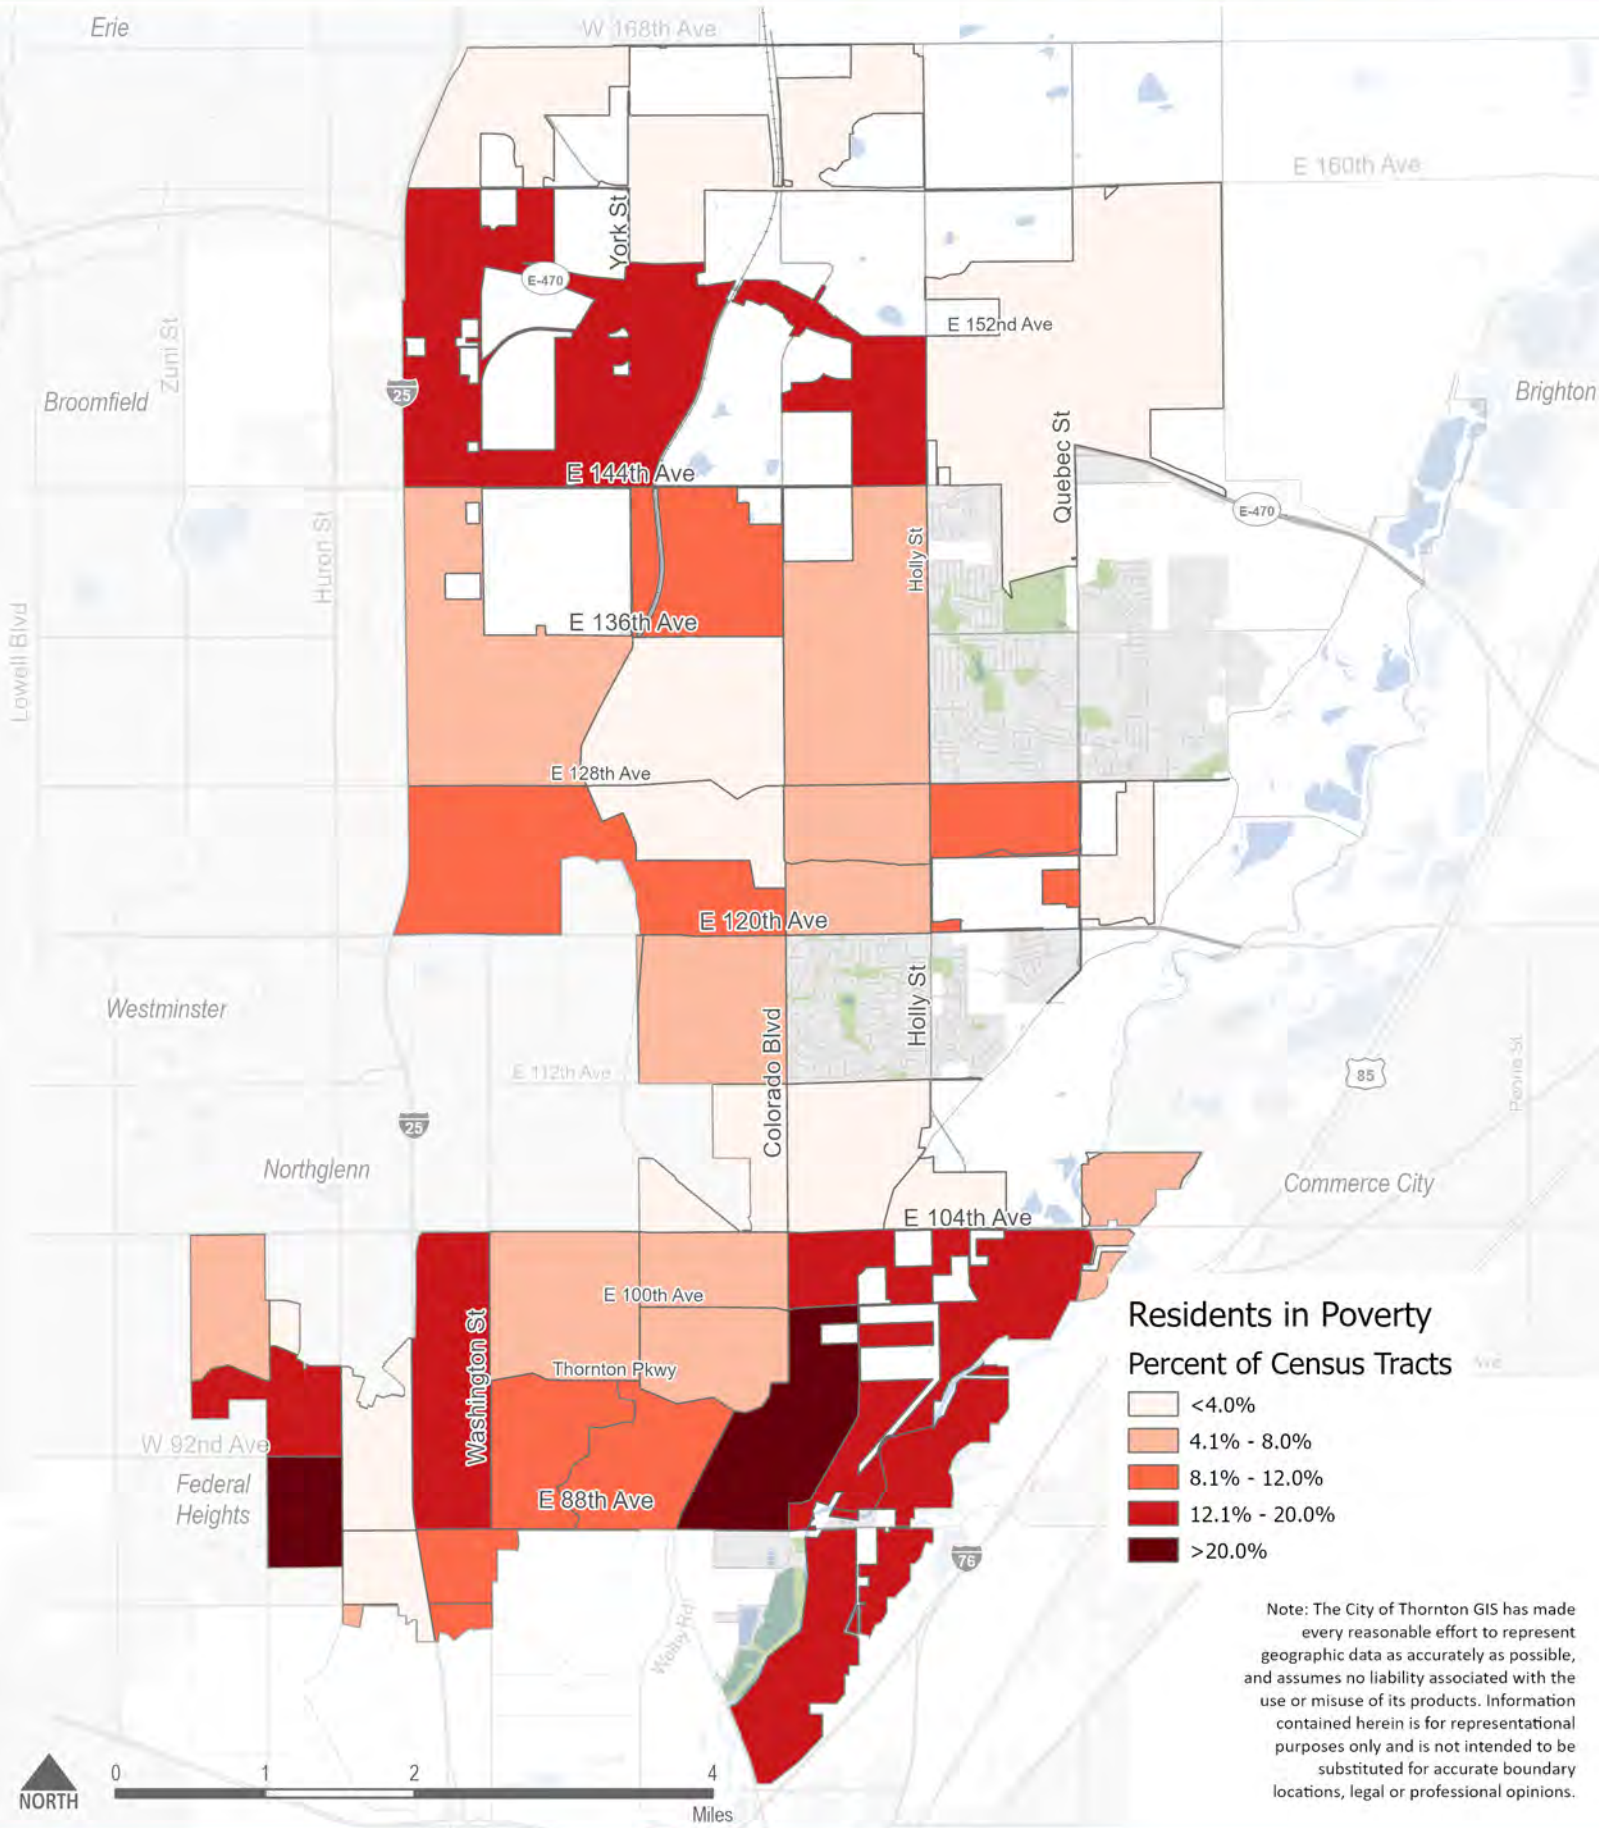 Erie
W 168th Ave
E 160th Ave
York St
E-470
E 152nd Ave
Zuni St
Broomfield
25
Brighton
Quebec St
E 144th Ave
E-470
Huron St
Holly St
Lowell Blvd
E 136th Ave
E 128th Ave
E 120th Ave
Westminster
Holly St
Colorado Blvd
E 112th Ave
85
Peoria St
25
Northglenn
Commerce City
E 104th Ave
E 100th Ave
Washington St
Thornton Pkwy
W 92nd Ave
Federal
Heights
E 88th Ave
76
Welby Rd
Residents in Poverty
Percent of Census Tracts
<4.0%
4.1% - 8.0%
8.1% - 12.0%
12.1% - 20.0%
>20.0%
Note: The City of Thornton GIS has made
every reasonable effort to represent
geographic data as accurately as possible,
and assumes no liability associated with the
use or misuse of its products. Information
contained herein is for representational
purposes only and is not intended to be
substituted for accurate boundary
locations, legal or professional opinions.
NORTH
0 1 2 4
Miles